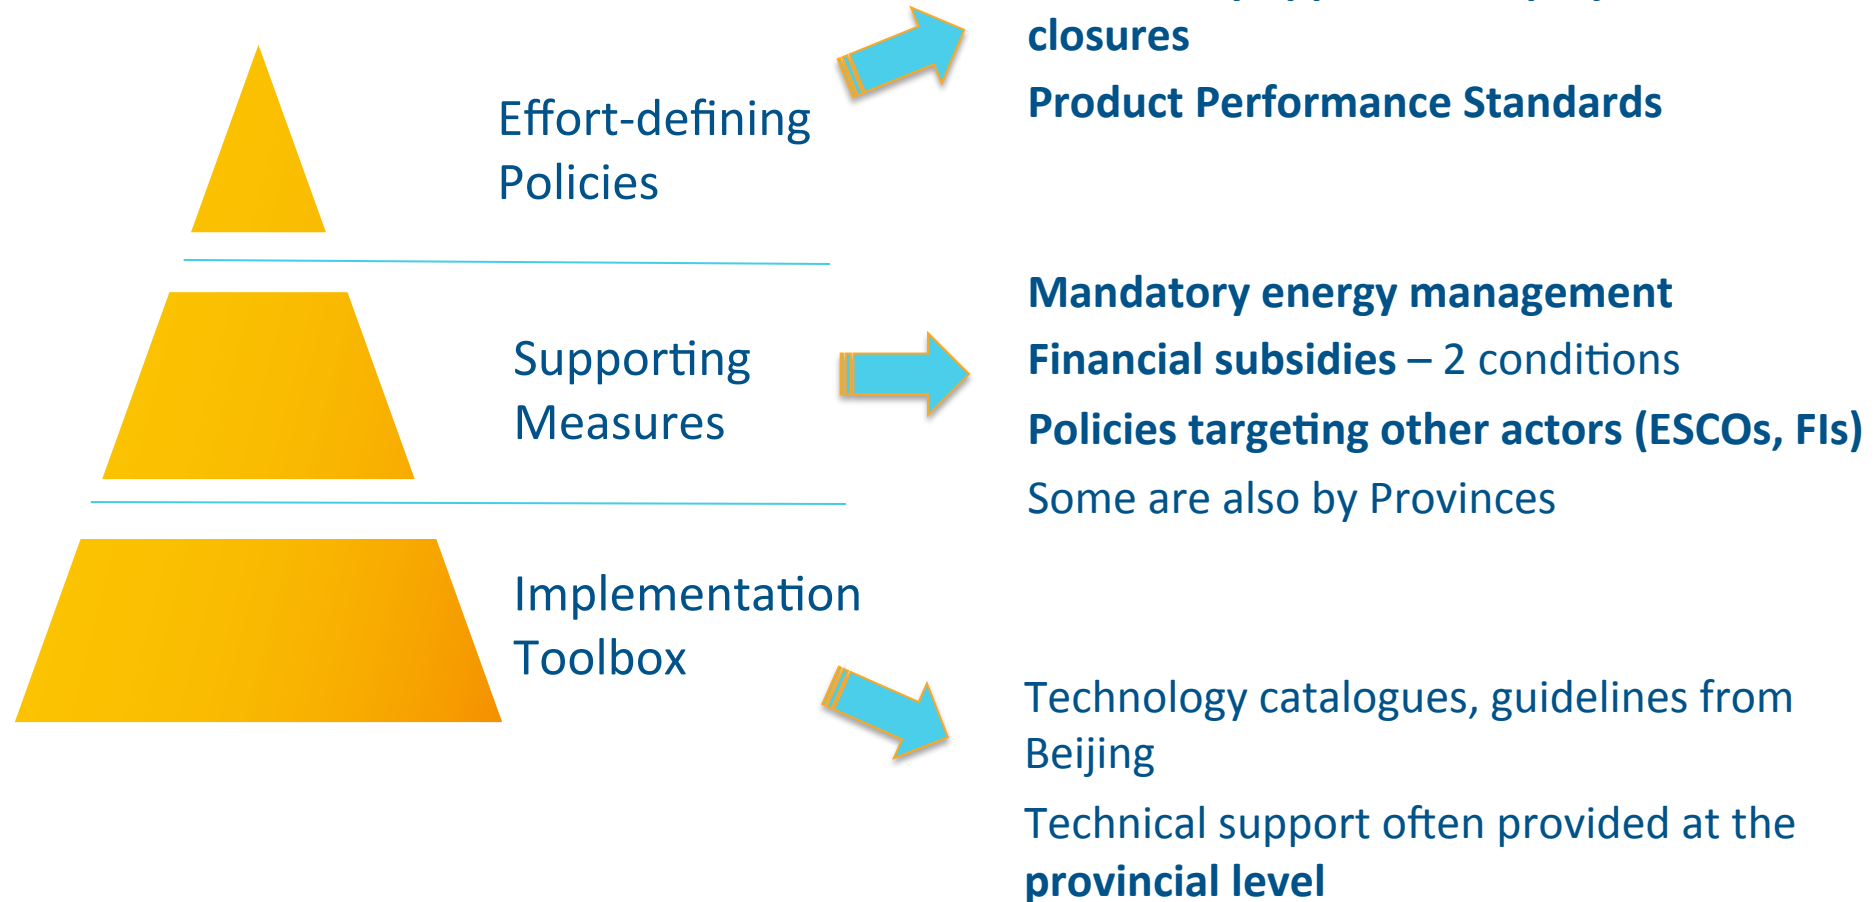 closures
Product Performance Standards
Effort-defining
Policies
Mandatory energy management
Financial subsidies – 2 conditions
Policies targeting other actors (ESCOs, FIs)
Some are also by Provinces
Supporting
Measures
Implementation
Toolbox
Technology catalogues, guidelines from
Beijing
Technical support often provided at the
provincial level